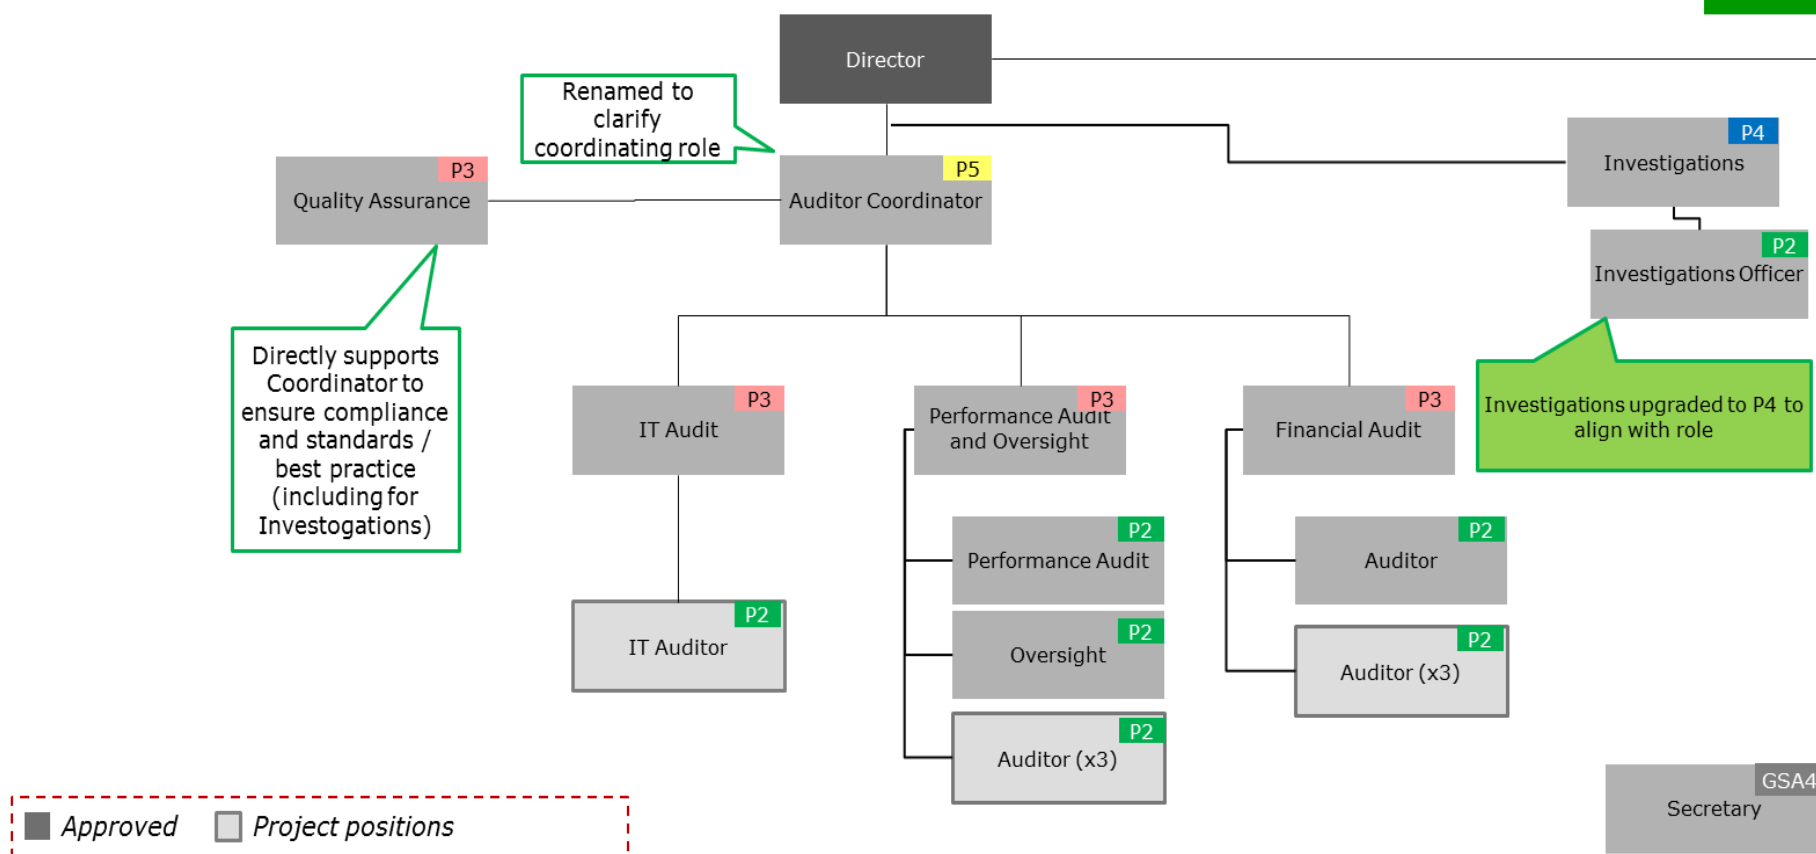 Director
Renamed to
clarify
coordinating role
P4
Investigations
P3
Quality Assurance
P5
Auditor Coordinator
P2
Investigations Officer
Directly supports
Coordinator to
ensure compliance
and standards /
best practice
(including for
Investogations)
P3
IT Audit
P3
Performance Audit
and Oversight
P3
Financial Audit
Investigations upgraded to P4 to
align with role
P2
Performance Audit
P2
Auditor
P2
IT Auditor
P2
Oversight
P2
Auditor (x3)
P2
Auditor (x3)
GSA4
Secretary
Approved
Project positions